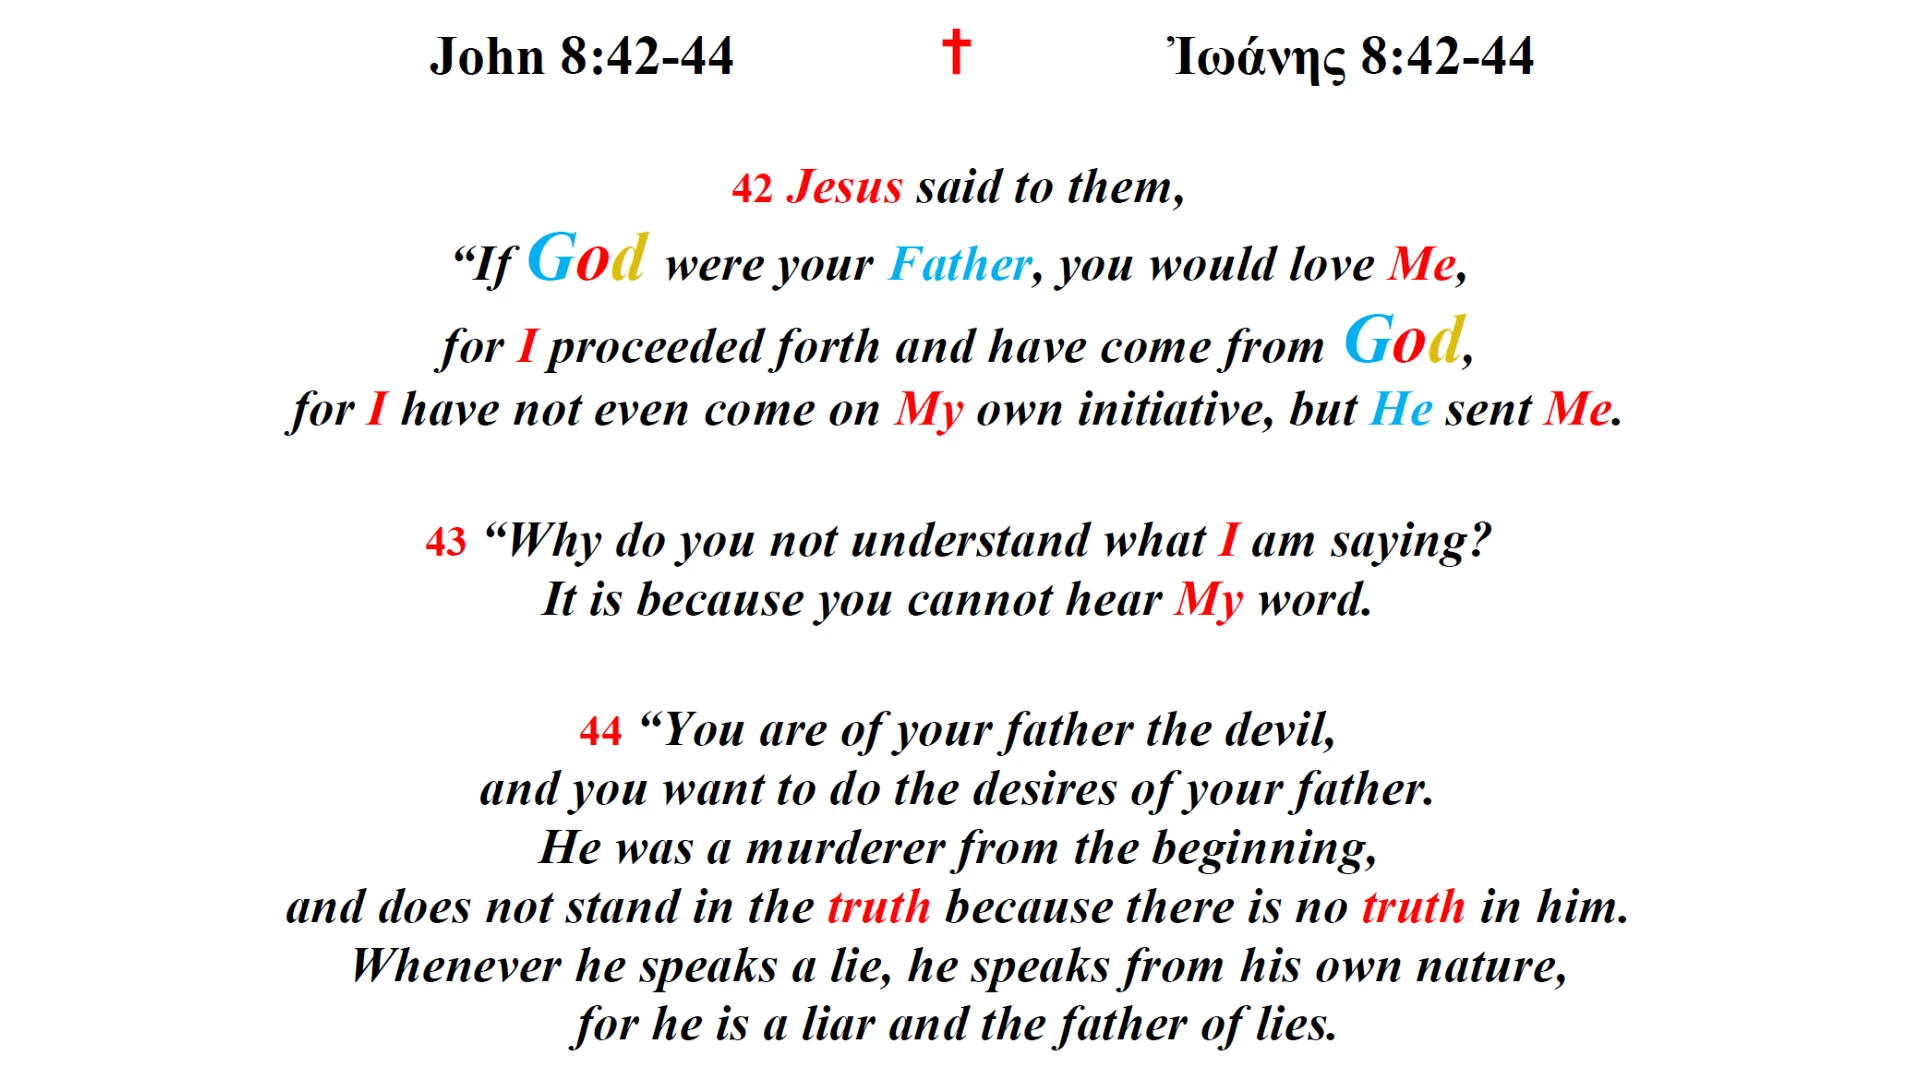 John 8:42-44 ✝ Ἰωάνης 8:42-44
42 Jesus said to them,
“If God were your Father, you would love Me,
for I proceeded forth and have come from God,
for I have not even come on My own initiative, but He sent Me.
43 “Why do you not understand what I am saying?
It is because you cannot hear My word.
44 “You are of your father the devil,
and you want to do the desires of your father.
He was a murderer from the beginning,
and does not stand in the truth because there is no truth in him.
Whenever he speaks a lie, he speaks from his own nature,
for he is a liar and the father of lies.